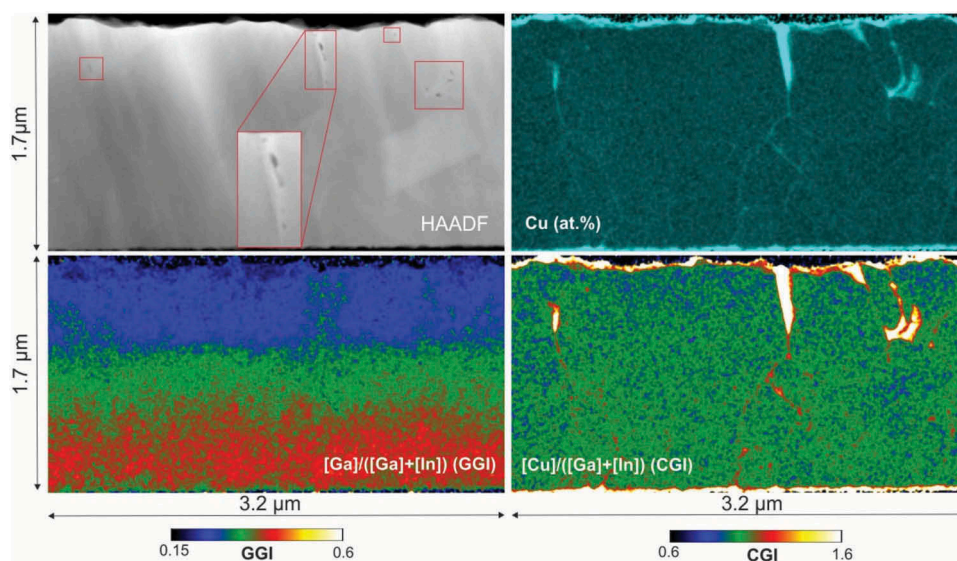 1.7µm
HAADF
Cu (at.%)
1.7 µm
[Ga]/([Ga]+[In]) (GGI)
[Cu]/([Ga]+[In]) (CGI)
3.2 µm
3.2 µm
0.15 GGI 0.6
0.6 CGI 1.6